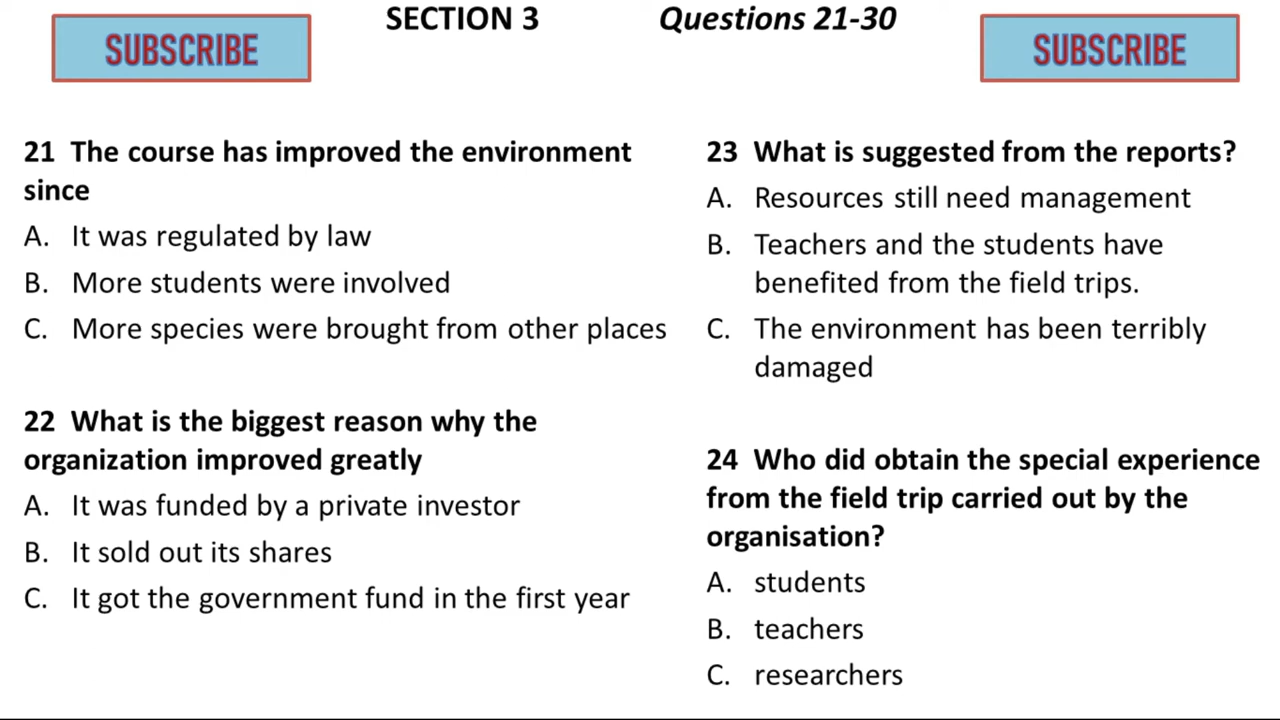 SECTION 3 Questions 21-30
SUBSCRIBE
SUBSCRIBE
21 The course has improved the environment
since
A. It was regulated by law
B. More students were involved
C. More species were brought from other places
22 What is the biggest reason why the
organization improved greatly
A. It was funded by a private investor
B. It sold out its shares
C. It got the government fund in the first year
23 What is suggested from the reports?
A. Resources still need management
B. Teachers and the students have
benefited from the field trips.
C. The environment has been terribly
damaged
24 Who did obtain the special experience
from the field trip carried out by the
organisation?
A. students
B. teachers
C. researchers